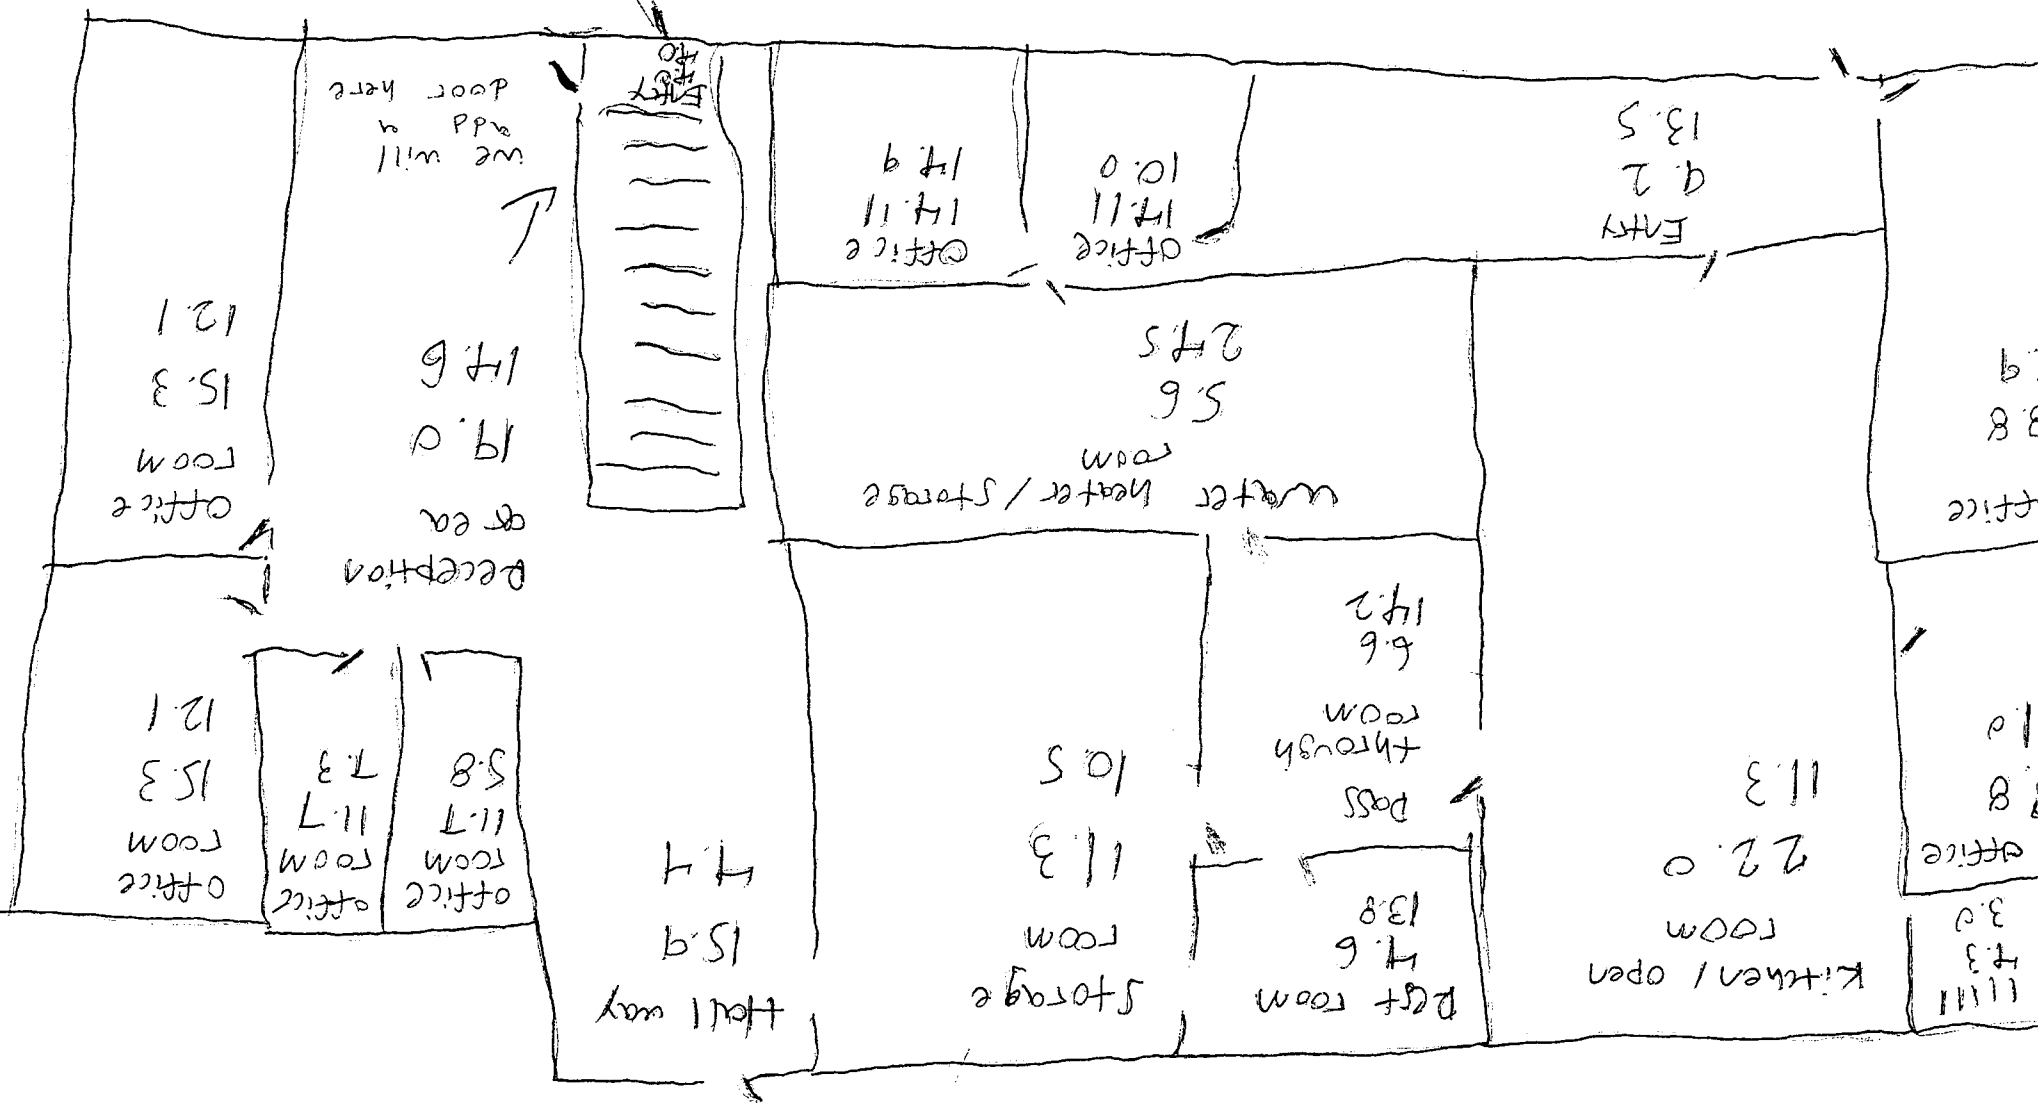 4.3
3.0
Kitchen / open
room
22.0
11.3
Rest room
4.6
13.8
Storage
room
11.3
10.5
Hall way
15.9
office
room
11.7
5.8
office
room
11.7
7.3
office
room
15.3
12.1
office
Pass
through
room
6.6
14.2
Reception
area
19.0
14.6
office
room
15.3
12.1
water heater / storage
room
5.6
24.5
Entry
9.2
13.5
office
14.11
10.0
office
14.11
14.9
Entry
we will
add a
door here